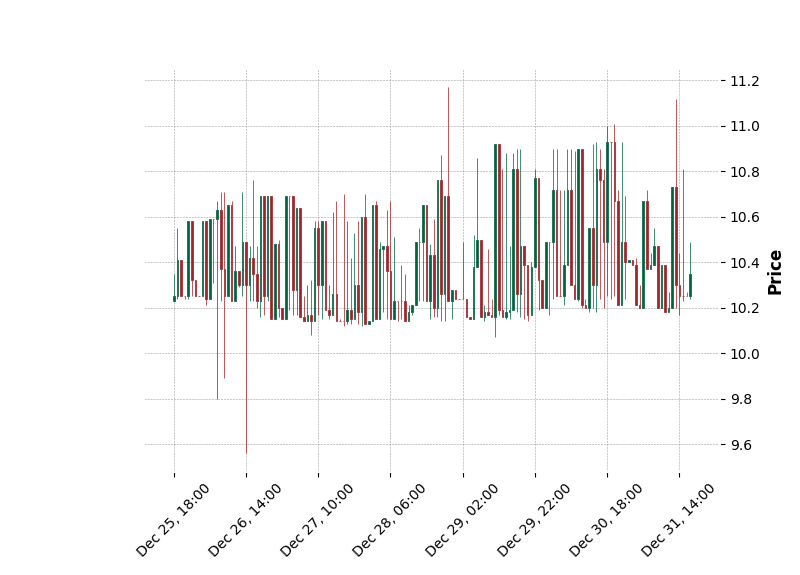 11.2
11.0
10.8
10.6
10.4
10.2
10.0
9.8
9.6
Price
Dec 25, 18:00
Dec 26, 14:00
Dec 27, 10:00
Dec 28, 06:00
Dec 29, 02:00
Dec 29, 22:00
Dec 30, 18:00
Dec 31, 14:00